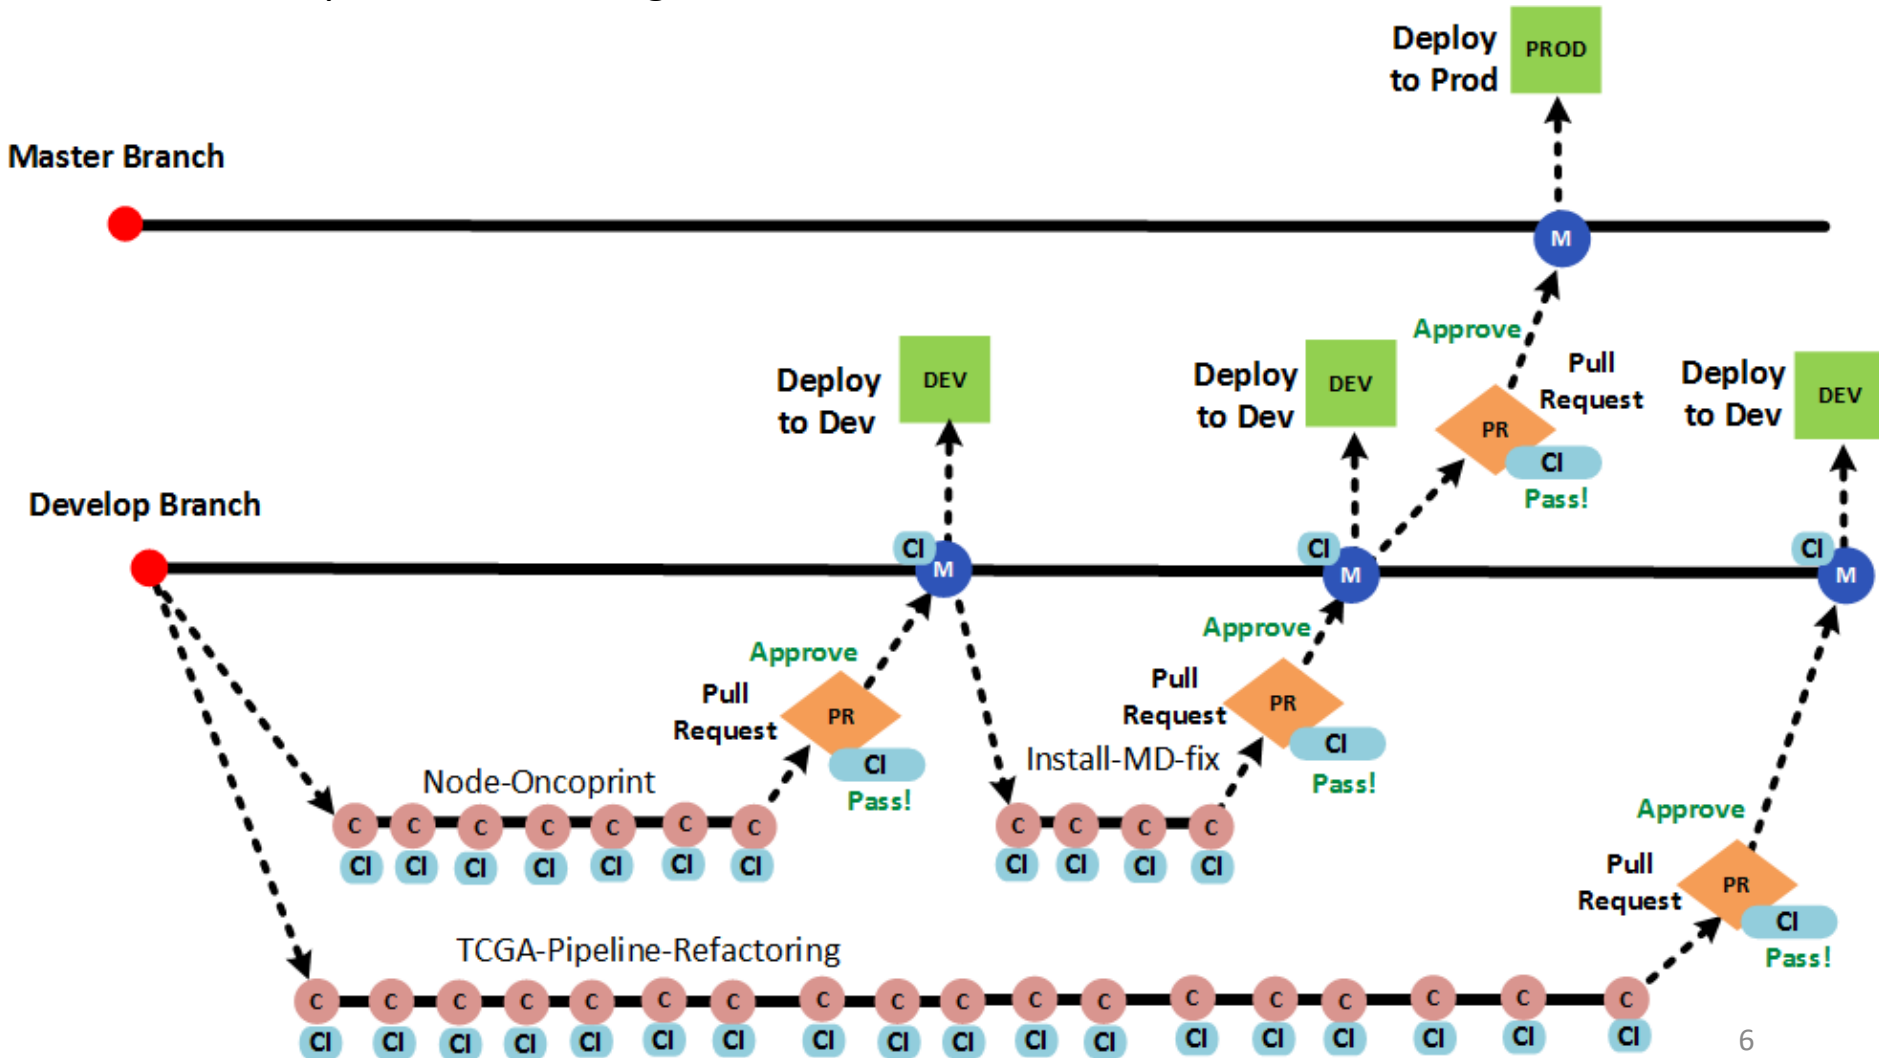 Deploy
to Prod
PROD
Master Branch
M
Approve
Pull
Request
PR
CI
Pass!
Deploy
to Dev
DEV
Deploy
to Dev
DEV
Deploy
to Dev
DEV
Develop Branch
CI
M
CI
M
CI
M
Approve
Pull
Request
PR
CI
Pass!
Approve
Pull
Request
PR
CI
Pass!
Node-Oncoprint
C C C C C C C
CI CI CI CI CI CI CI
Install-MD-fix
C C C C
CI CI CI CI
Approve
Pull
Request
PR
CI
Pass!
TCGA-Pipeline-Refactoring
C C C C C C C C C C C C C C C C C C
CI CI CI CI CI CI CI CI CI CI CI CI CI CI CI CI CI CI
6